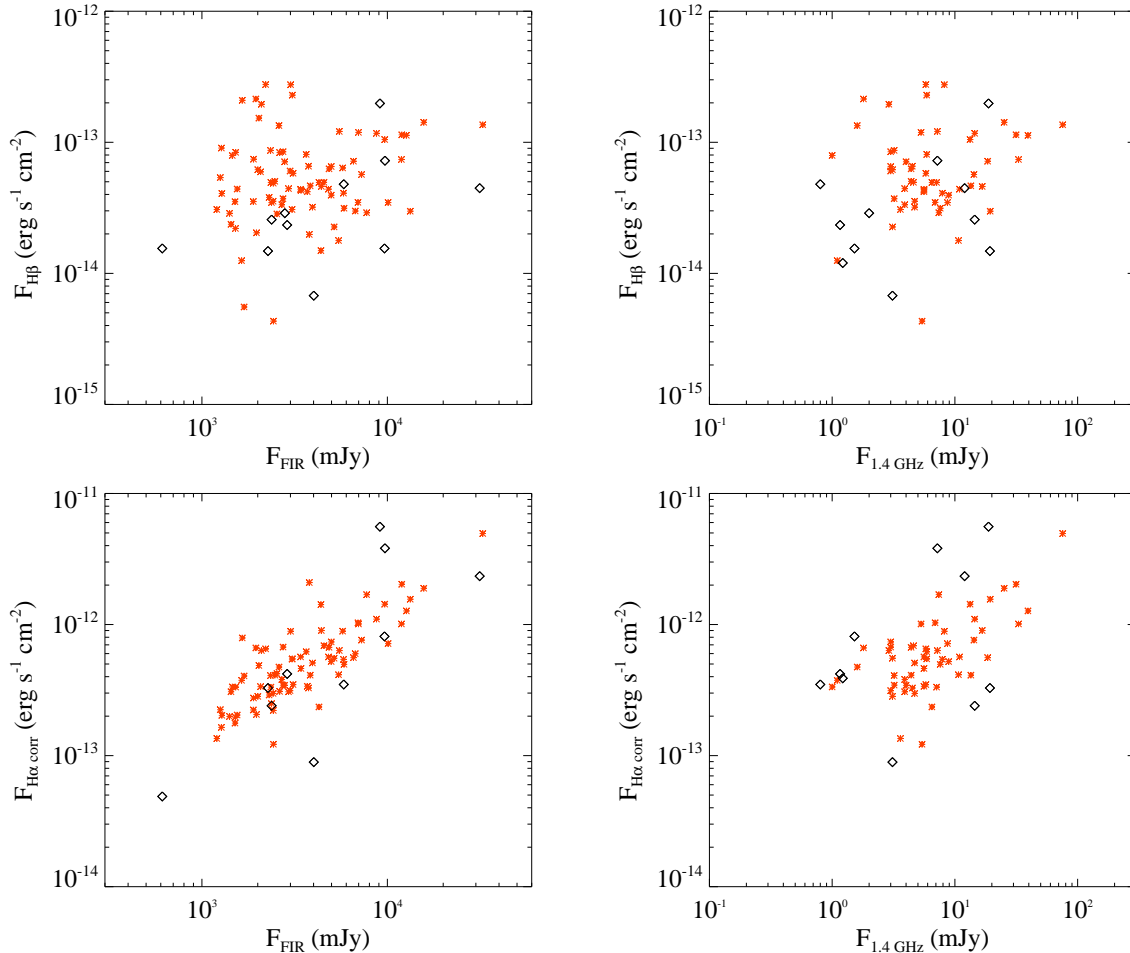 10^-12
10^-13
10^-14
10^-15
F_Hβ (erg s^-1 cm^-2)
10^3 10^4
F_FIR (mJy)
10^-12
10^-13
10^-14
10^-15
F_Hβ (erg s^-1 cm^-2)
10^-1 10^0 10^1 10^2
F_1.4 GHz (mJy)
10^-11
10^-12
10^-13
10^-14
F_Hα corr (erg s^-1 cm^-2)
10^3 10^4
F_FIR (mJy)
10^-11
10^-12
10^-13
10^-14
F_Hα corr (erg s^-1 cm^-2)
10^-1 10^0 10^1 10^2
F_1.4 GHz (mJy)